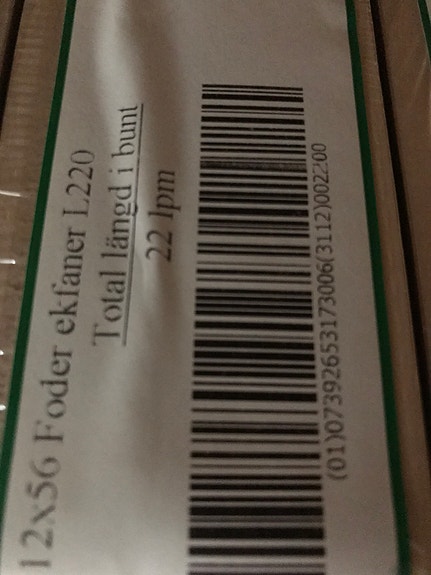 12x56 Foder ekfaner L220
Total längd i bunt
22 lpm
(01)07392653173006(3112)002200